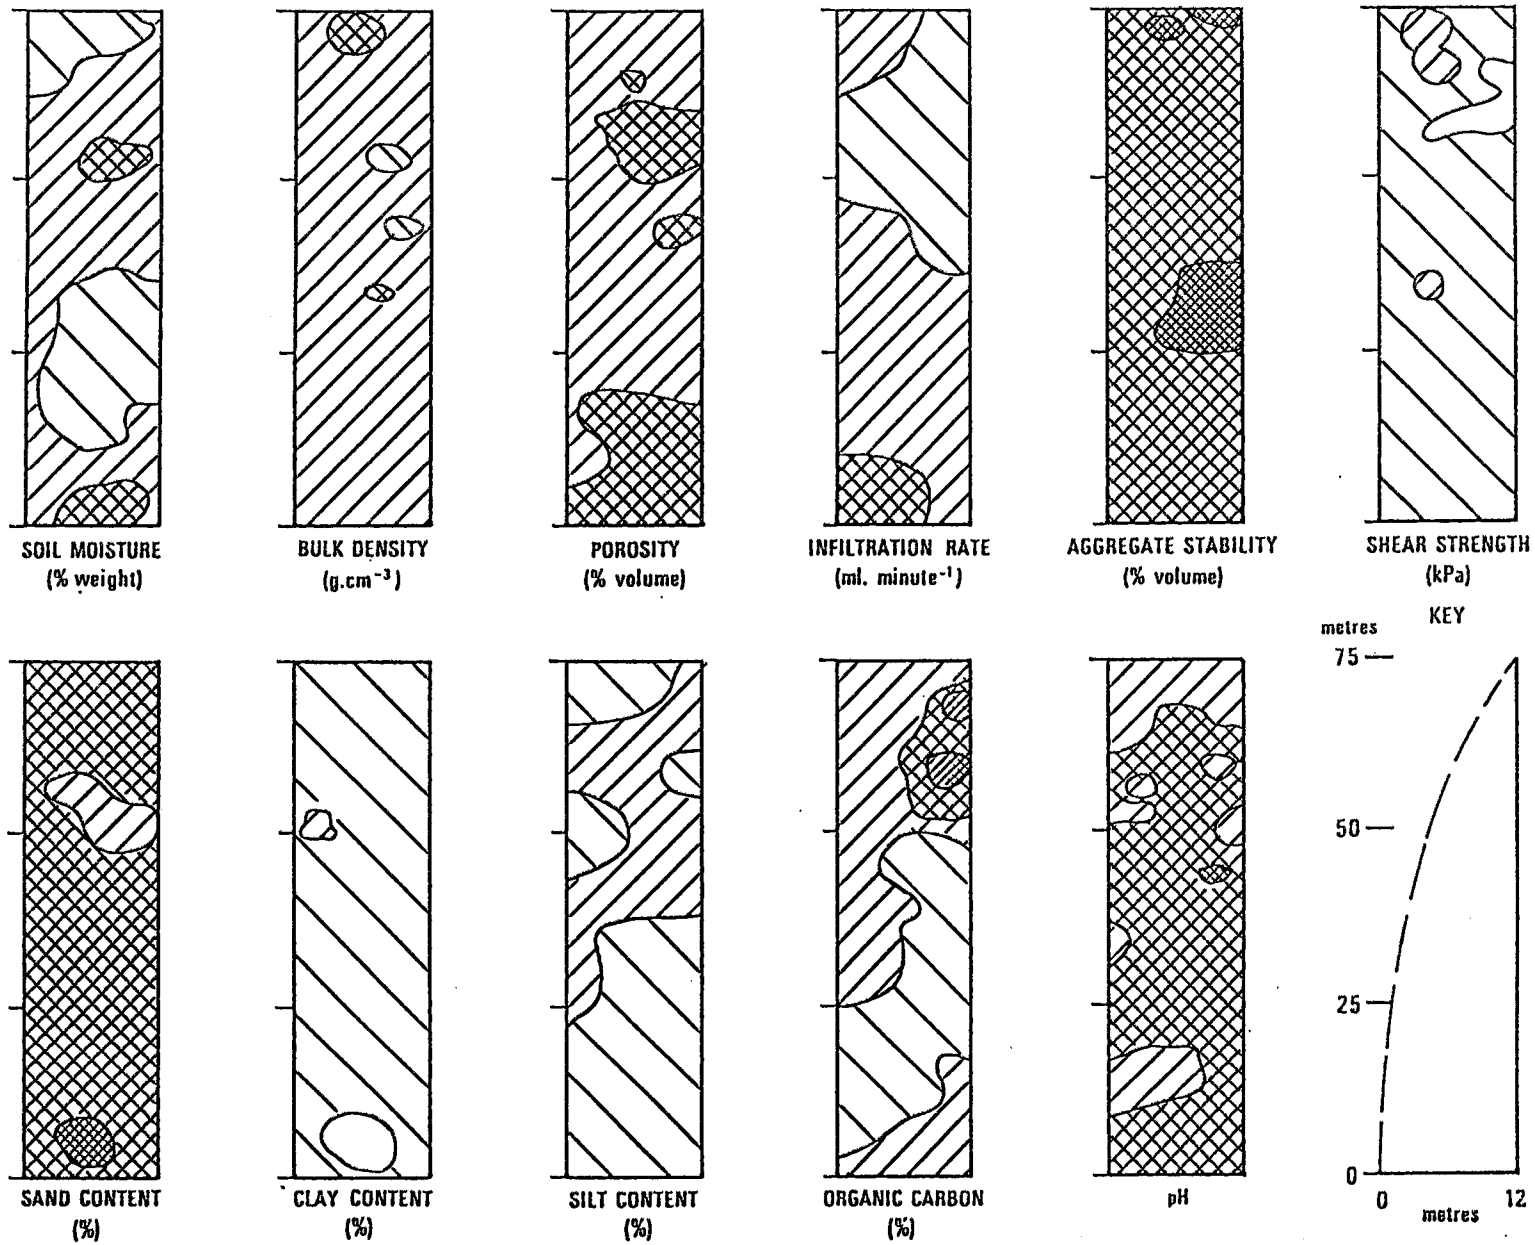 SOIL MOISTURE
(% weight)
BULK DENSITY
(g.cm⁻³)
POROSITY
(% volume)
INFILTRATION RATE
(ml. minute⁻¹)
AGGREGATE STABILITY
(% volume)
SHEAR STRENGTH
(kPa)
KEY
metres
75
50
25
0
0
12
metres
SAND CONTENT
(%)
CLAY CONTENT
(%)
SILT CONTENT
(%)
ORGANIC CARBON
(%)
pH